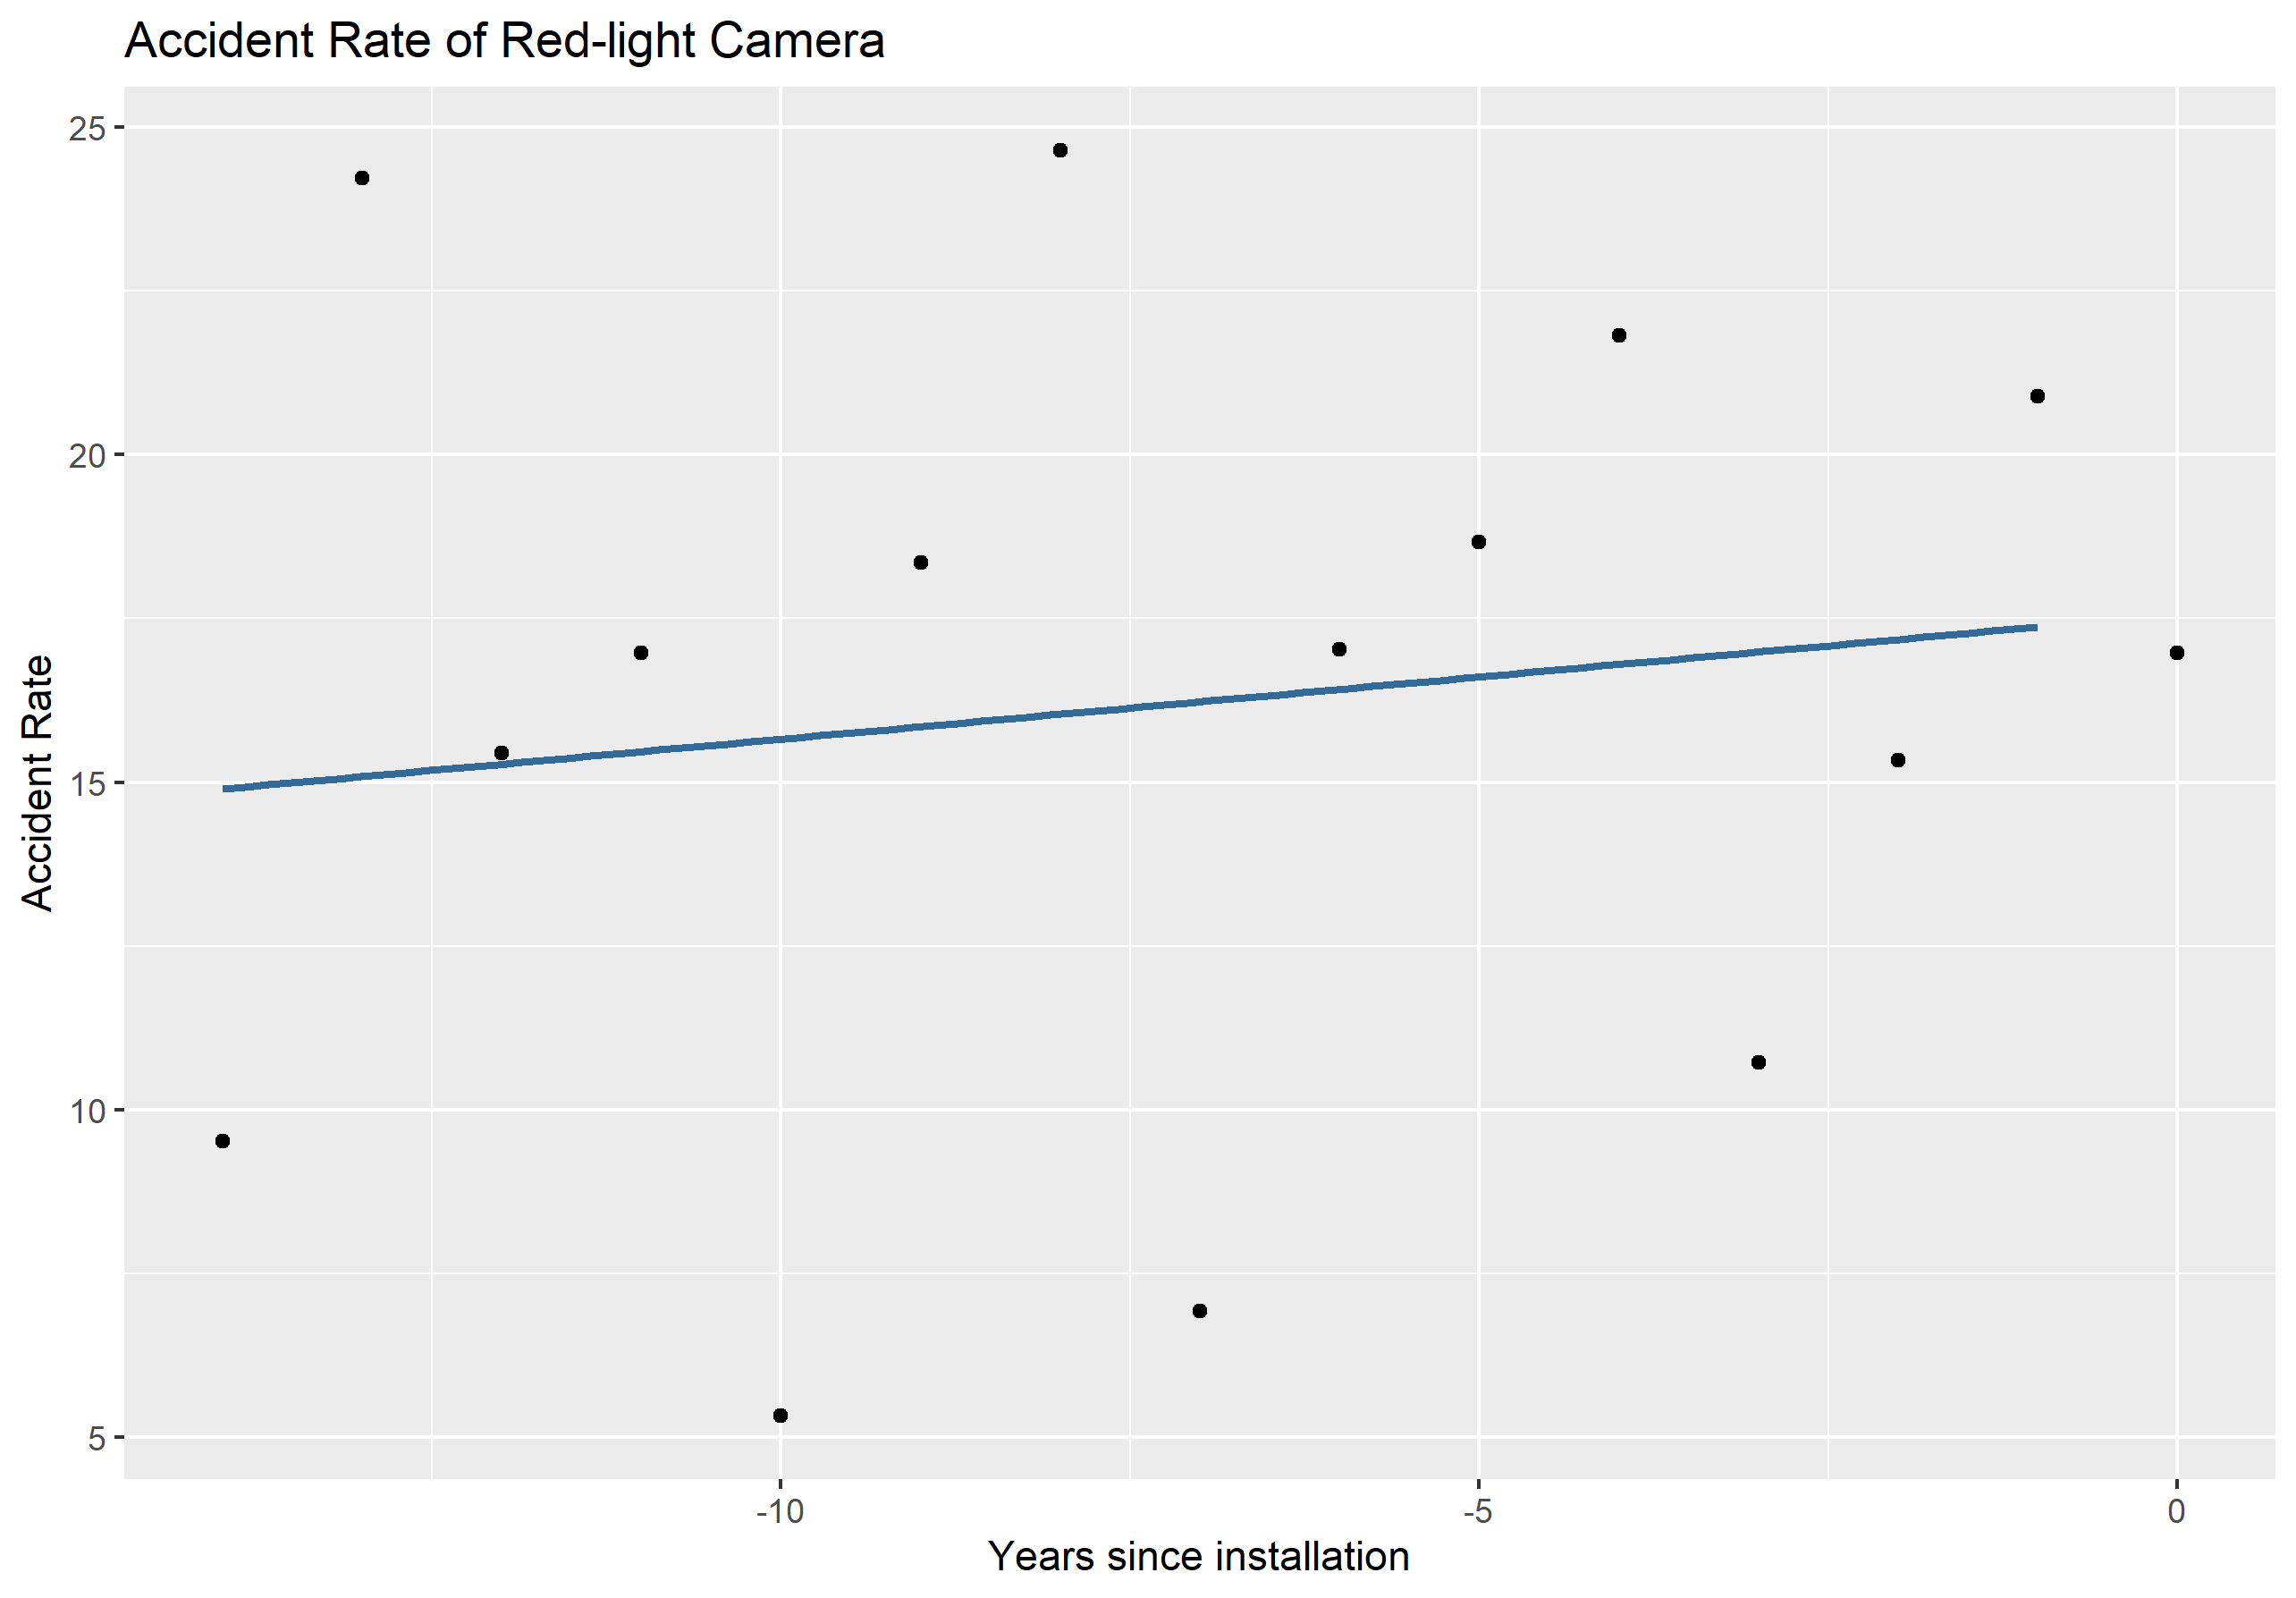 Accident Rate of Red-light Camera
25
20
15
10
5
Accident Rate
-10
-5
0
Years since installation